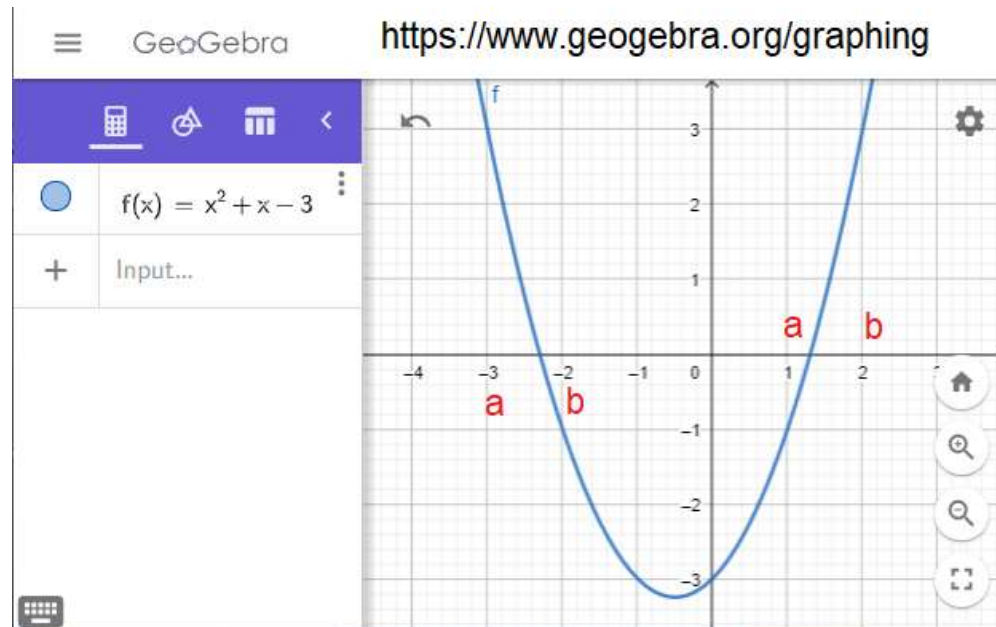 GeoGebra https://www.geogebra.org/graphing
f
3
f(x) = x² + x − 3
2
Input...
1
a b
−4 −3 −2 −1 0 1 2
a b
−1
−2
−3